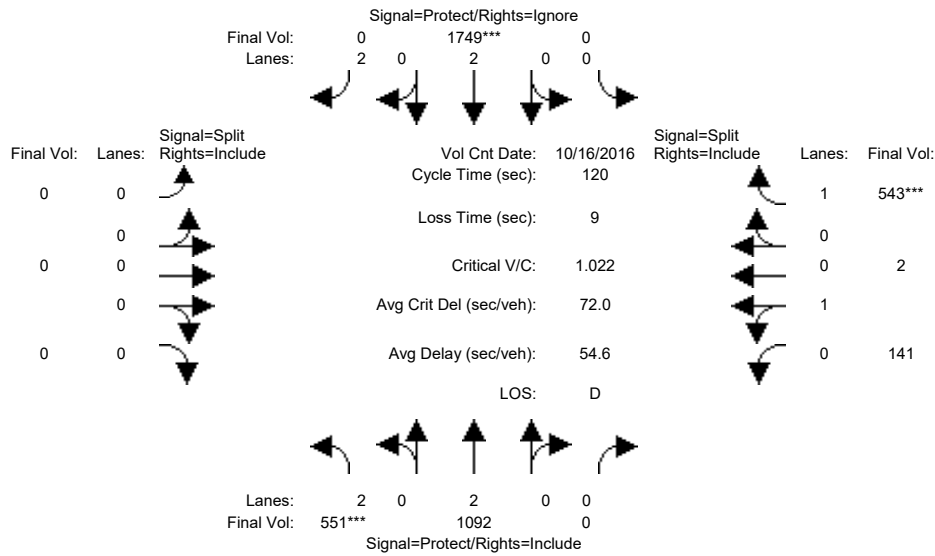 Signal=Protect/Rights=Ignore
Final Vol: 0 1749*** 0
Lanes: 2 0 2 0 0
Signal=Split Signal=Split
Final Vol: Lanes: Rights=Include Vol Cnt Date: 10/16/2016 Rights=Include Lanes: Final Vol:
Cycle Time (sec): 120
0 0 1 543***
Loss Time (sec): 9
0 0
0 0 Critical V/C: 1.022 0 2
0 Avg Crit Del (sec/veh): 72.0 1
0 0 Avg Delay (sec/veh): 54.6 0 141
LOS: D
Lanes: 2 0 2 0 0
Final Vol: 551*** 1092 0
Signal=Protect/Rights=Include